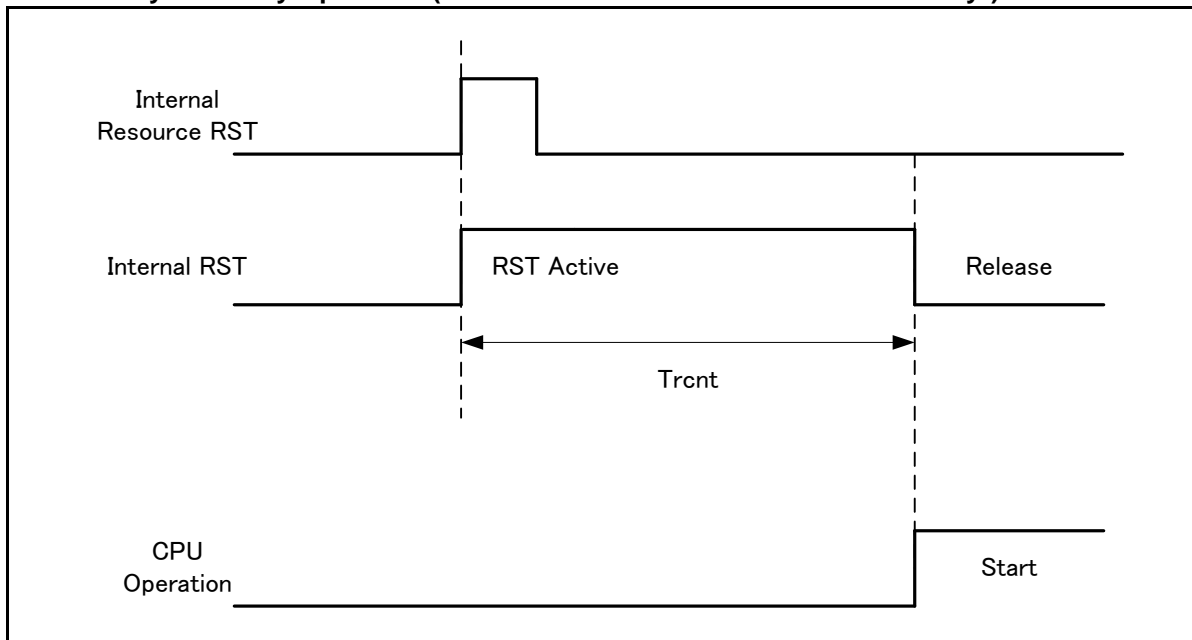 Internal
Resource RST
Internal RST
RST Active
Release
Trcnt
CPU
Operation
Start